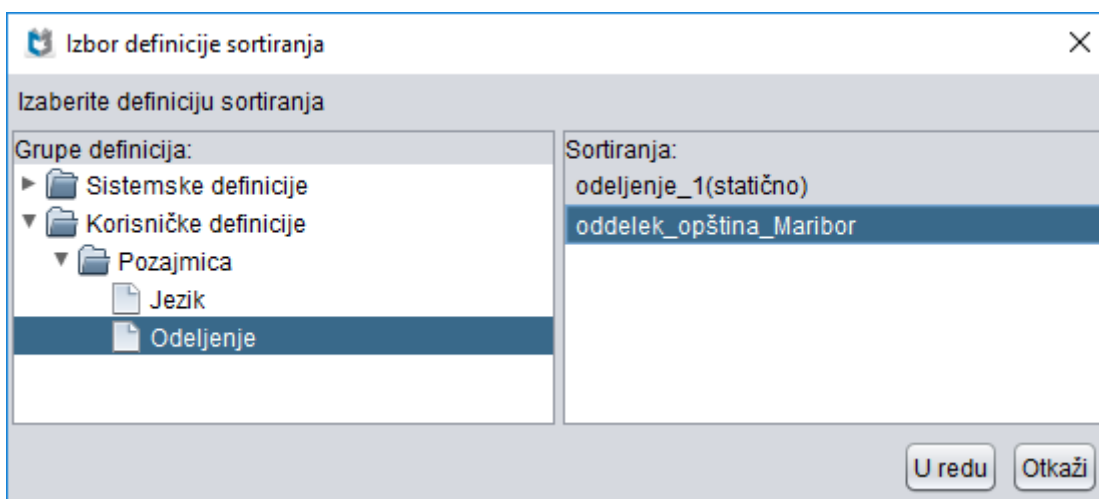 Izbor definicije sortiranja
Izaberite definiciju sortiranja
Grupe definicija:
Sistemske definicije
Korisničke definicije
Pozajmica
Jezik
Odeljenje
Sortiranja:
odeljenje_1(statično)
oddelek_opština_Maribor
U redu
Otkaži